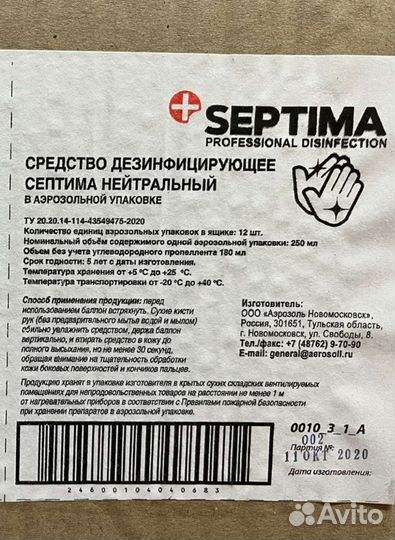 SEPTIMA
PROFESSIONAL DISINFECTION
СРЕДСТВО ДЕЗИНФИЦИРУЮЩЕЕ
СЕПТИМА НЕЙТРАЛЬНЫЙ
В АЭРОЗОЛЬНОЙ УПАКОВКЕ
ТУ 20.20.14-114-43549475-2020
Количество единиц аэрозольных упаковок в ящике: 12 шт.
Номинальный объём содержимого одной аэрозольной упаковки: 250 мл
Объем без учета углеводородного пропеллента 180 мл
Срок годности: 5 лет с даты изготовления.
Температура хранения от +5 °С до +25 °С.
Температура транспортировки от -20 °С до +40 °С.
Способ применения продукции: перед
использованием баллон встряхнуть. Сухие кисти
рук (без предварительного мытья водой и мылом)
обильно увлажнить средством, держа баллон
вертикально, и втирать средство в кожу до
полного высыхания, но не менее 30 секунд,
обращая внимание на тщательность обработки
кожи боковых поверхностей и кончиков пальцев.
Изготовитель:
ООО «Аэрозоль Новомосковск»,
Россия, 301651, Тульская область,
г. Новомосковск, ул. Свободы, 8.
Тел./факс: +7 (48762) 9-70-90
E-mail: general@aerosoll.ru
Продукцию хранят в упаковке изготовителя в крытых сухих складских вентилируемых
помещениях для непродовольственных товаров на расстоянии не менее 1 м
от нагревательных приборов в соответствии с Правилами пожарной безопасности
при хранении препаратов в аэрозольной упаковке.
0010_3_1_A
002
Партия №:
11 ОКТ 2020
Дата изготовления:
2460010404068 3
Avito